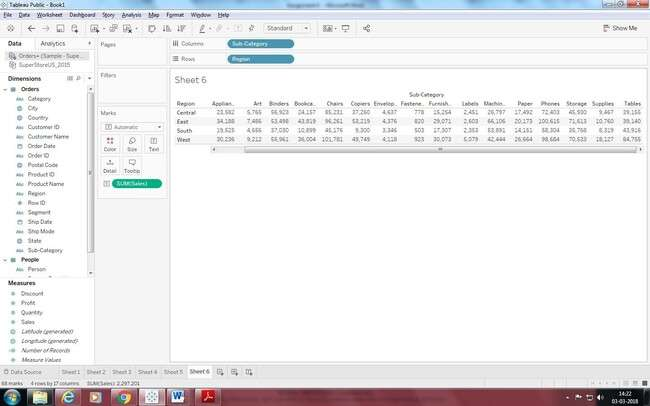 Tableau Public - Book1
File Data Worksheet Dashboard Story Analysis Map Format Window Help
Standard
Show Me
Data Analytics
Orders+ (Sample - Supe...
SuperStoreUS_2015
Dimensions
Orders
Category
City
Country
Customer ID
Customer Name
Order Date
Order ID
Postal Code
Product ID
Product Name
Region
Row ID
Segment
Ship Date
Ship Mode
State
Sub-Category
People
Person
Measures
Discount
Profit
Quantity
Sales
Latitude (generated)
Longitude (generated)
Number of Records
Measure Values
Pages
Filters
Marks
Automatic
Color Size Text
Detail Tooltip
SUM(Sales)
Columns Sub-Category
Rows Region
Sheet 6
Sub-Category
Region Applian.. Art Binders Bookca.. Chairs Copiers Envelop.. Fastene.. Furnish.. Labels Machin.. Paper Phones Storage Supplies Tables
Central 23,582 5,765 56,923 24,157 85,231 37,260 4,637 778 15,254 2,451 26,797 17,492 72,403 45,930 9,467 39,155
East 34,188 7,486 53,498 43,819 96,261 53,219 4,376 820 29,071 2,603 66,106 20,173 100,615 71,613 10,760 39,140
South 19,525 4,656 37,030 10,899 45,176 9,300 3,346 503 17,307 2,353 53,891 14,151 58,304 35,768 8,319 43,916
West 30,236 9,212 55,961 36,004 101,781 49,749 4,118 923 30,073 5,079 42,444 26,664 98,684 70,533 18,127 84,755
Data Source Sheet 1 Sheet 2 Sheet 3 Sheet 4 Sheet 5 Sheet 6
68 marks 4 rows by 17 columns SUM(Sales): 2,297,201
14:22
03-03-2018